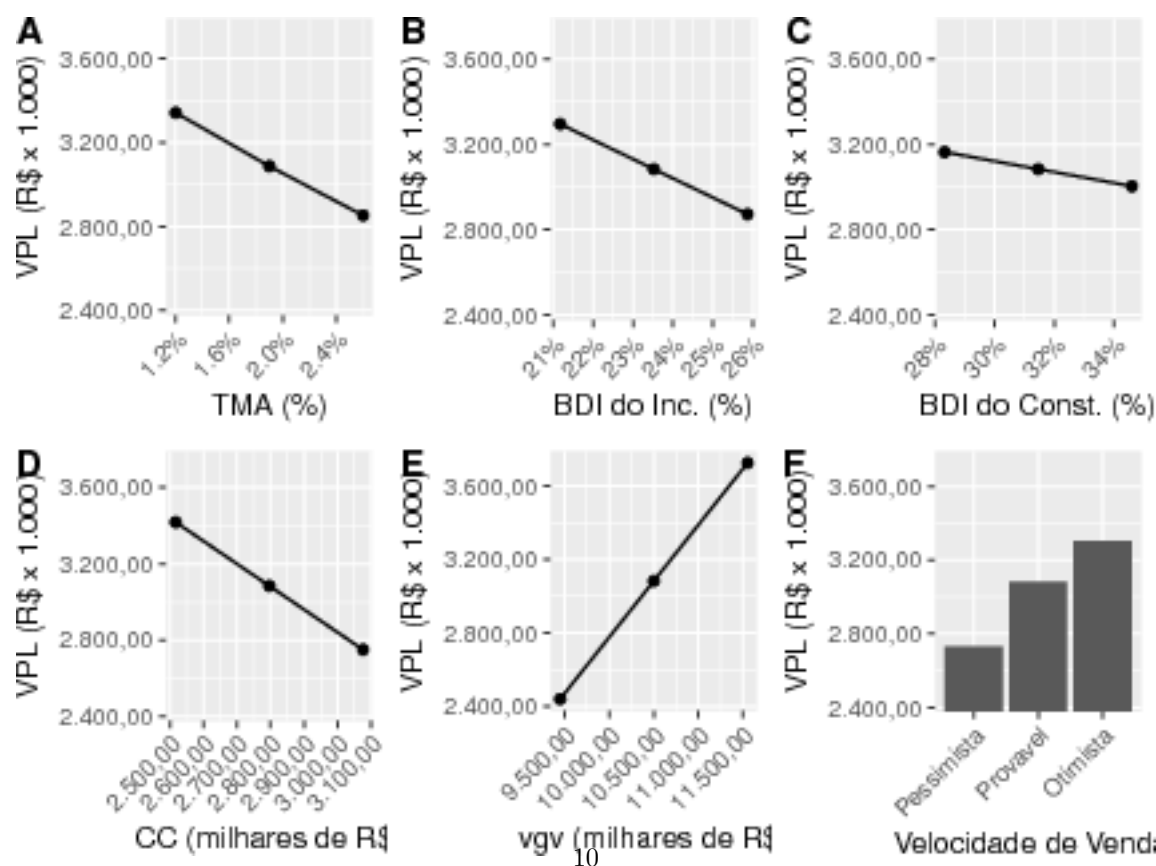 A
VPL (R$ x 1.000)
3.600,00
3.200,00
2.800,00
2.400,00
1.2%
1.6%
2.0%
2.4%
TMA (%)
B
VPL (R$ x 1.000)
3.600,00
3.200,00
2.800,00
2.400,00
21%
22%
23%
24%
25%
26%
BDI do Inc. (%)
C
VPL (R$ x 1.000)
3.600,00
3.200,00
2.800,00
2.400,00
28%
30%
32%
34%
BDI do Const. (%)
D
VPL (R$ x 1.000)
3.600,00
3.200,00
2.800,00
2.400,00
2.500,00
2.600,00
2.700,00
2.800,00
2.900,00
3.000,00
3.100,00
CC (milhares de R$
E
VPL (R$ x 1.000)
3.600,00
3.200,00
2.800,00
2.400,00
9.500,00
10.000,00
10.500,00
11.000,00
11.500,00
vgv (milhares de R$
F
VPL (R$ x 1.000)
3.600,00
3.200,00
2.800,00
2.400,00
Pessimista
Provavel
Otimista
Velocidade de Venda
10